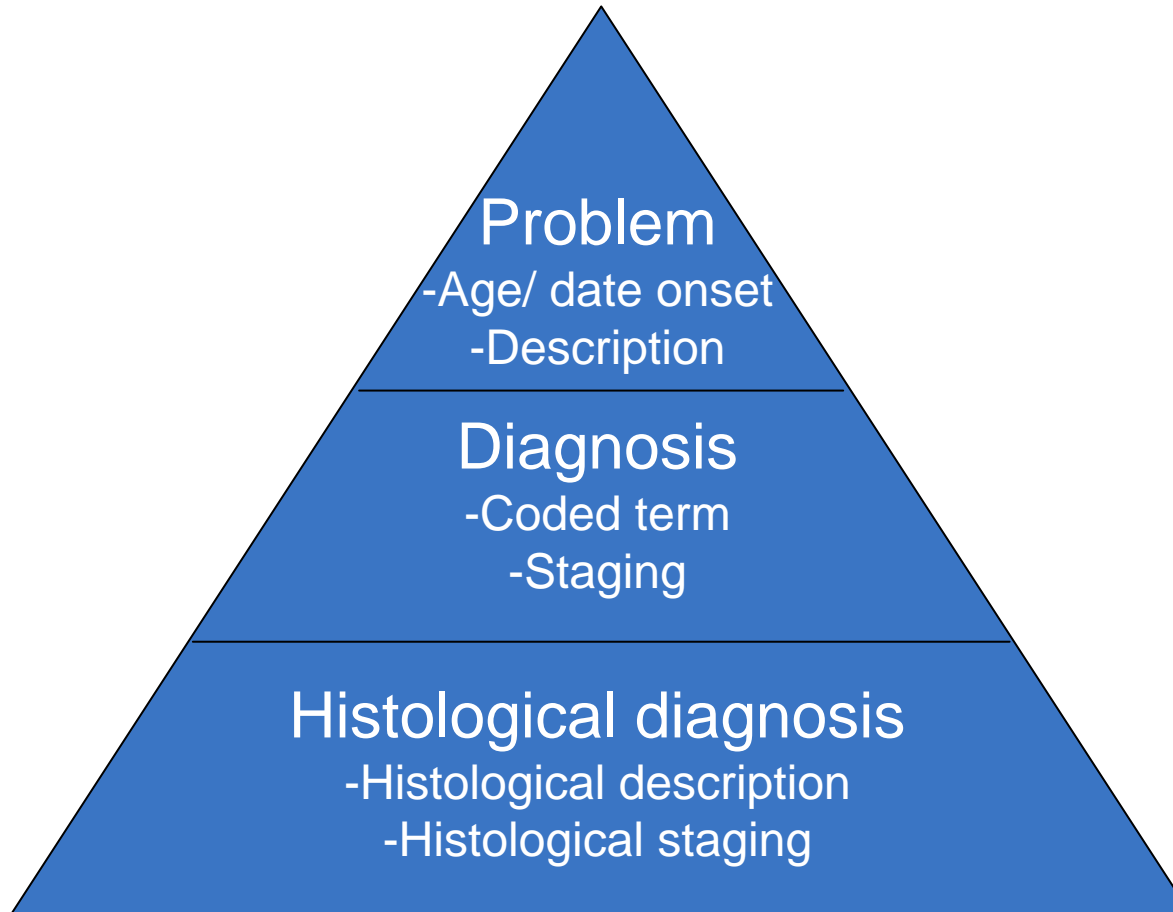 Problem
-Age/ date onset
-Description
Diagnosis
-Coded term
-Staging
Histological diagnosis
-Histological description
-Histological staging